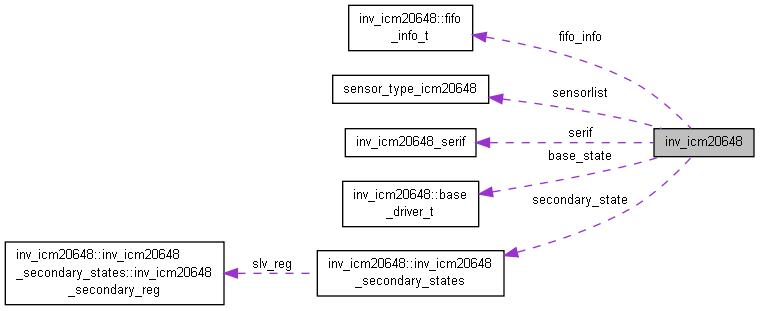 inv_icm20648::fifo
_info_t
fifo_info
sensor_type_icm20648
sensorlist
inv_icm20648_serif
serif
inv_icm20648
base_state
inv_icm20648::base
_driver_t
secondary_state
inv_icm20648::inv_icm20648
_secondary_states::inv_icm20648
_secondary_reg
slv_reg
inv_icm20648::inv_icm20648
_secondary_states